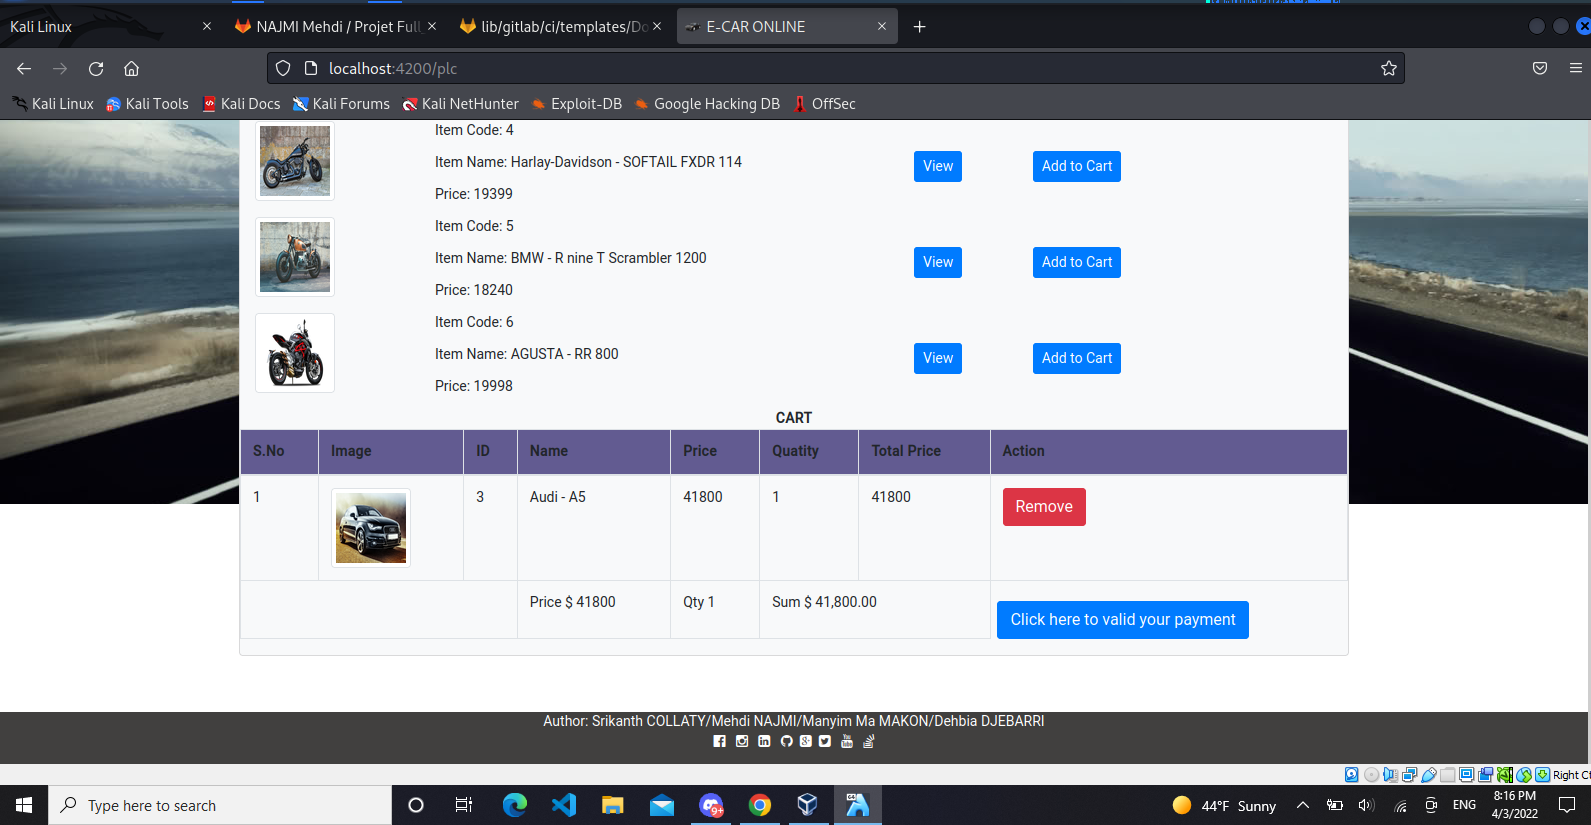 Kali Linux
NAJMI Mehdi / Projet Full
lib/gitlab/ci/templates/Do
E-CAR ONLINE
localhost:4200/plc
Kali Linux Kali Tools Kali Docs Kali Forums Kali NetHunter Exploit-DB Google Hacking DB OffSec
Item Code: 4
Item Name: Harlay-Davidson - SOFTAIL FXDR 114 View Add to Cart
Price: 19399
Item Code: 5
Item Name: BMW - R nine T Scrambler 1200 View Add to Cart
Price: 18240
Item Code: 6
Item Name: AGUSTA - RR 800 View Add to Cart
Price: 19998
CART
S.No Image ID Name Price Quatity Total Price Action
1 3 Audi - A5 41800 1 41800 Remove
Price $ 41800 Qty 1 Sum $ 41,800.00 Click here to valid your payment
Author: Srikanth COLLATY/Mehdi NAJMI/Manyim Ma MAKON/Dehbia DJEBARRI
Right Ct
Type here to search 9+ 44°F Sunny ENG 8:16 PM
4/3/2022